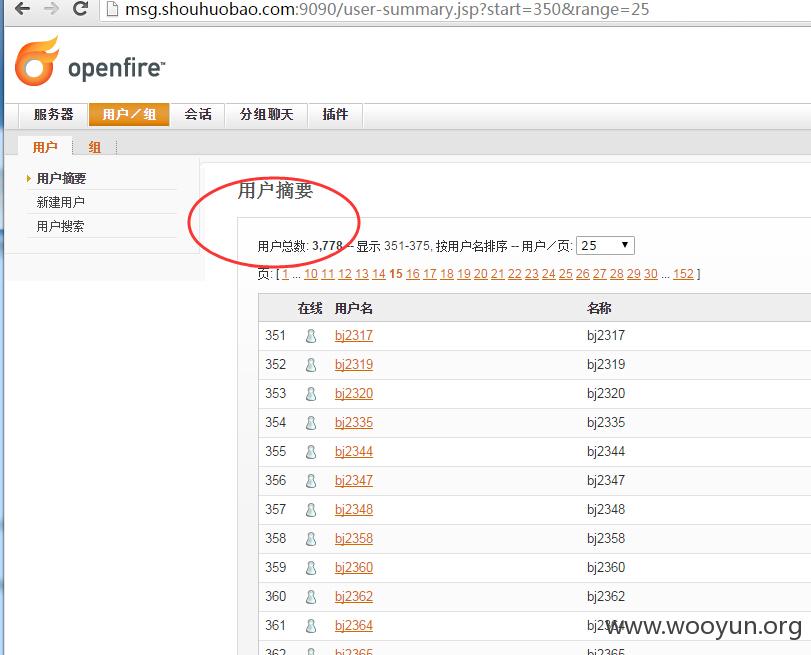 msg.shouhuobao.com:9090/user-summary.jsp?start=350&range=25
openfire™
服务器 用户／组 会话 分组聊天 插件
用户 组
用户摘要
新建用户
用户搜索
用户摘要
用户总数: 3,778 -- 显示 351-375, 按用户名排序 -- 用户／页: 25
页: [ 1 ... 10 11 12 13 14 15 16 17 18 19 20 21 22 23 24 25 26 27 28 29 30 ... 152 ]
在线 用户名 名称
351 bj2317 bj2317
352 bj2319 bj2319
353 bj2320 bj2320
354 bj2335 bj2335
355 bj2344 bj2344
356 bj2347 bj2347
357 bj2348 bj2348
358 bj2358 bj2358
359 bj2360 bj2360
360 bj2362 bj2362
361 bj2364 bj2364
362 bj2365 bj2365
www.wooyun.org